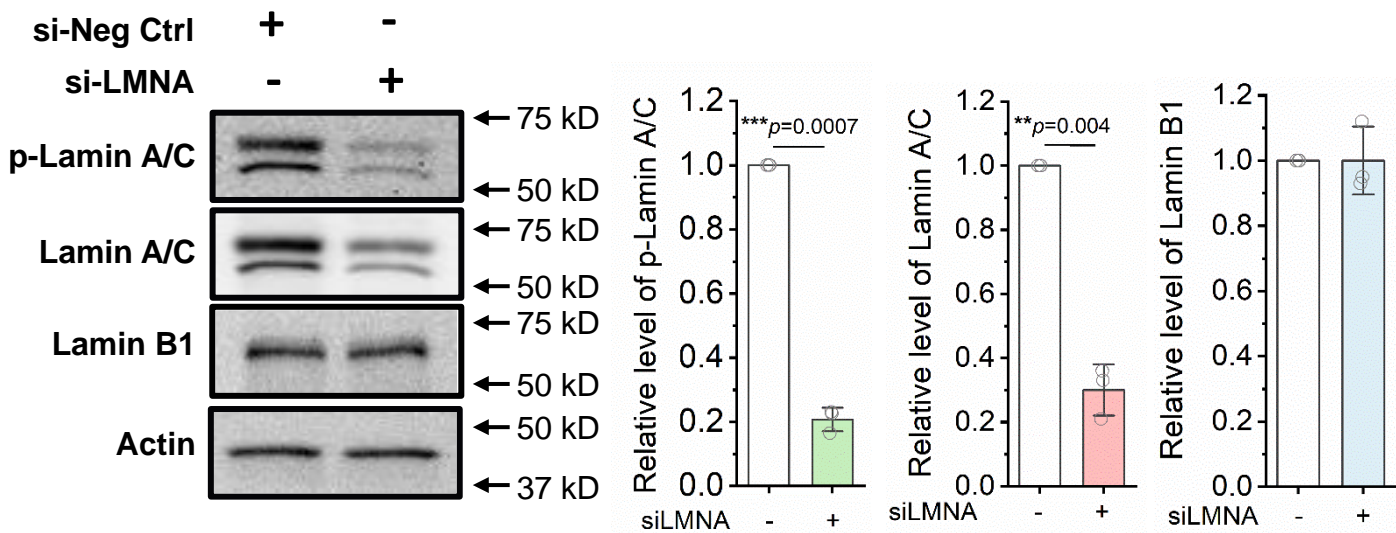 si-Neg Ctrl + -
si-LMNA - +
p-Lamin A/C
75 kD
50 kD
Lamin A/C
75 kD
50 kD
Lamin B1
75 kD
50 kD
Actin
50 kD
37 kD
Relative level of p-Lamin A/C
1.2
1.0
0.8
0.6
0.4
0.2
0.0
***p=0.0007
siLMNA - +
Relative level of Lamin A/C
1.2
1.0
0.8
0.6
0.4
0.2
0.0
**p=0.004
siLMNA - +
Relative level of Lamin B1
1.2
1.0
0.8
0.6
0.4
0.2
0.0
siLMNA - +